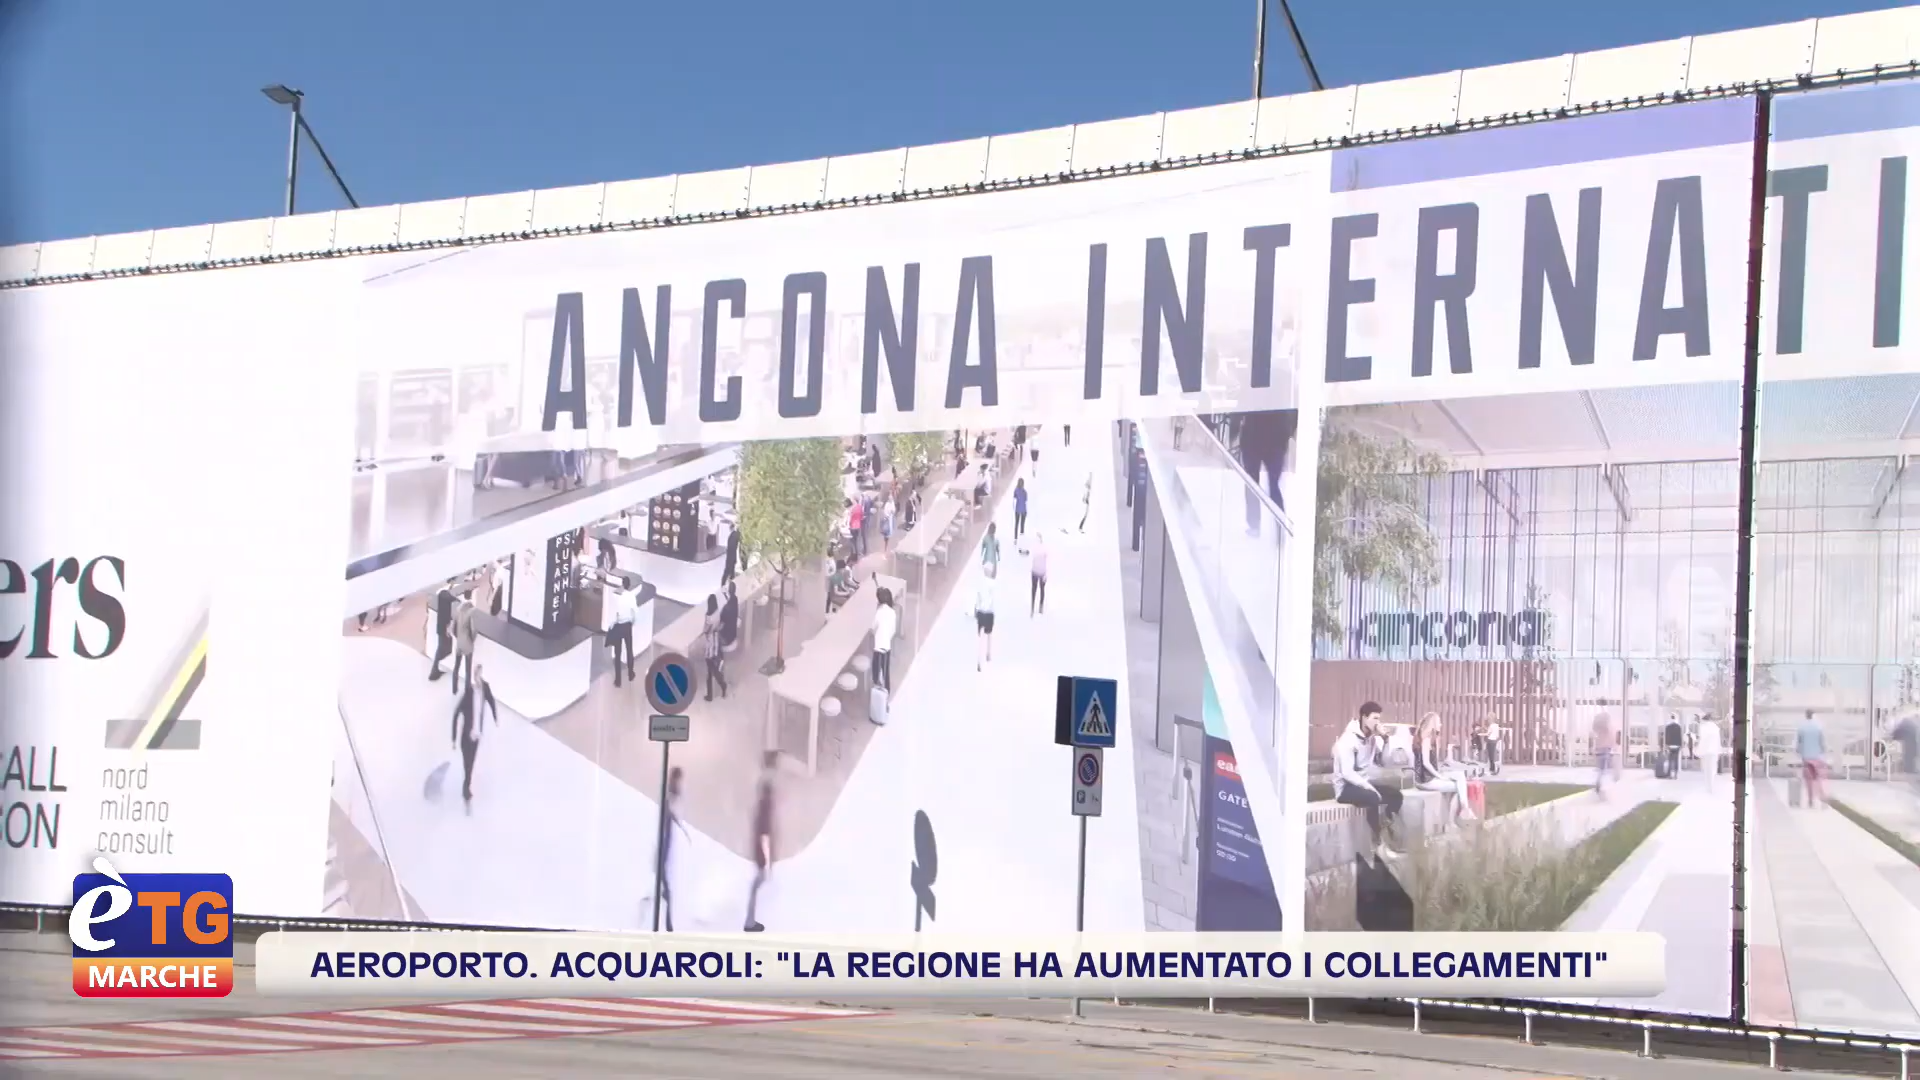 ANCONA INTERNATI
PLANET
SUSHI
ancona
ers
ALL
SON
nord
milano
consult
GATE
èTG
MARCHE
AEROPORTO. ACQUAROLI: "LA REGIONE HA AUMENTATO I COLLEGAMENTI"